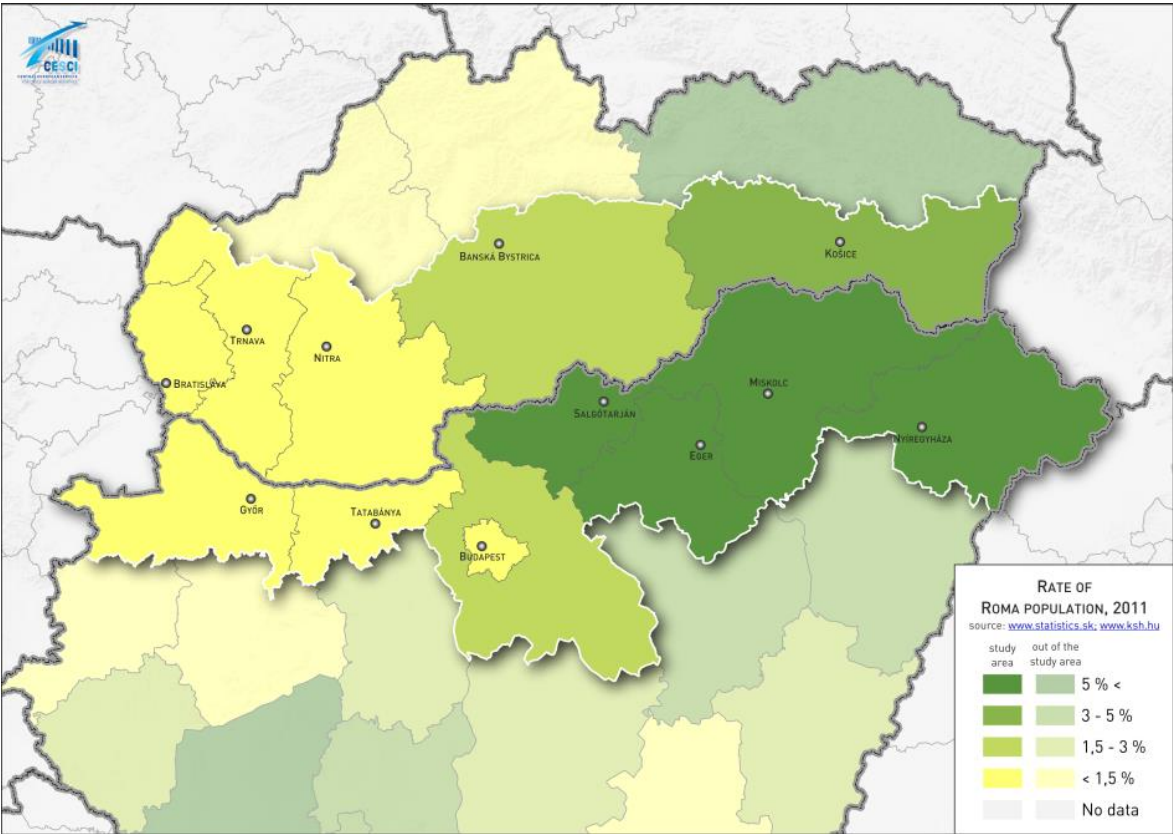 CESCI
BANSKÁ BYSTRICA
KOŠICE
TRNAVA
NITRA
BRATISLAVA
SALGÓTARJÁN
MISKOLC
EGER
NYÍREGYHÁZA
GYŐR
TATABÁNYA
BUDAPEST
RATE OF
ROMA POPULATION, 2011
source: www.statistics.sk; www.ksh.hu
study area
out of the study area
5 % <
3 - 5 %
1,5 - 3 %
< 1,5 %
No data